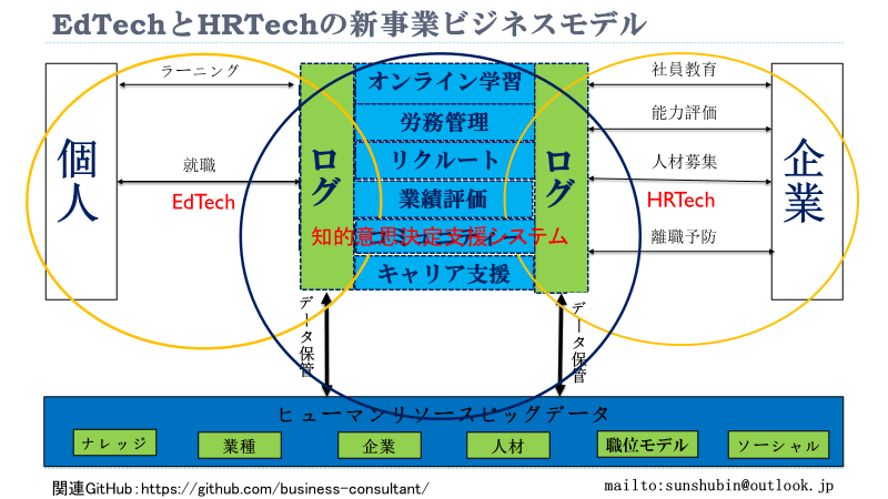 EdTechとHRTechの新事業ビジネスモデル
個人
ラーニング
就職
EdTech
ログ
オンライン学習
労務管理
リクルート
業績評価
コミュニティー
キャリア支援
知的意思決定支援システム
ログ
社員教育
能力評価
人材募集
HRTech
離職予防
企業
データ保管
データ保管
ヒューマンリソースビッグデータ
ナレッジ
業種
企業
人材
職位モデル
ソーシャル
関連GitHub:https://github.com/business-consultant/
mailto:sunshubin@outlook.jp